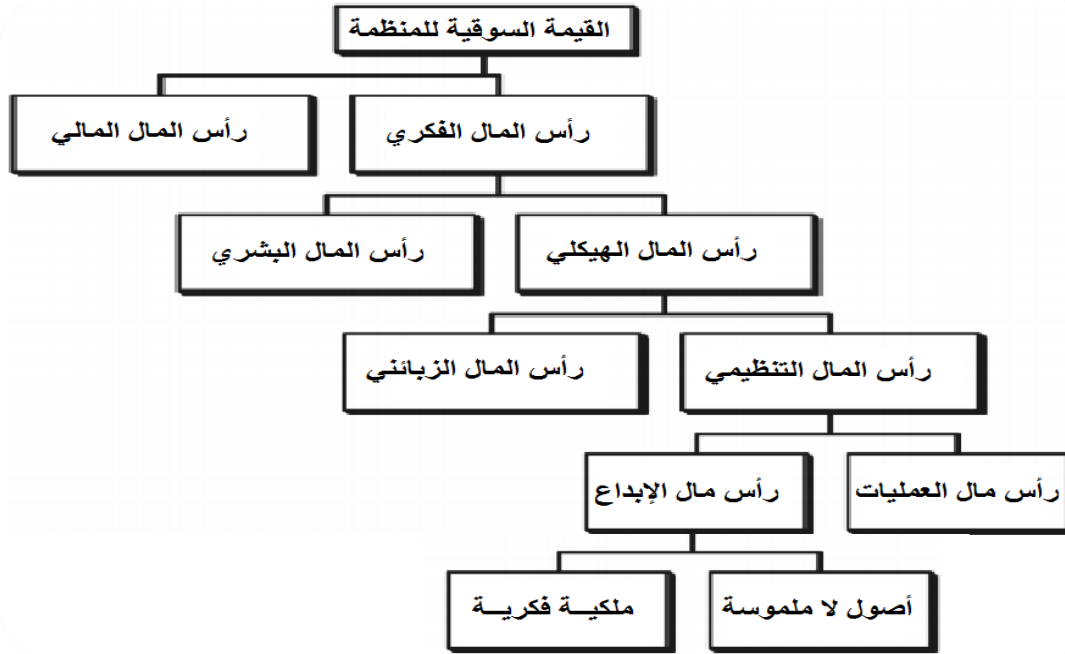 القيمة السوقية للمنظمة
رأس المال الفكري
رأس المال المالي
رأس المال الهيكلي
رأس المال البشري
رأس المال التنظيمي
رأس المال الزبائني
رأس مال العمليات
رأس مال الإبداع
أصول لا ملموسة
ملكيـــة فكريـــة